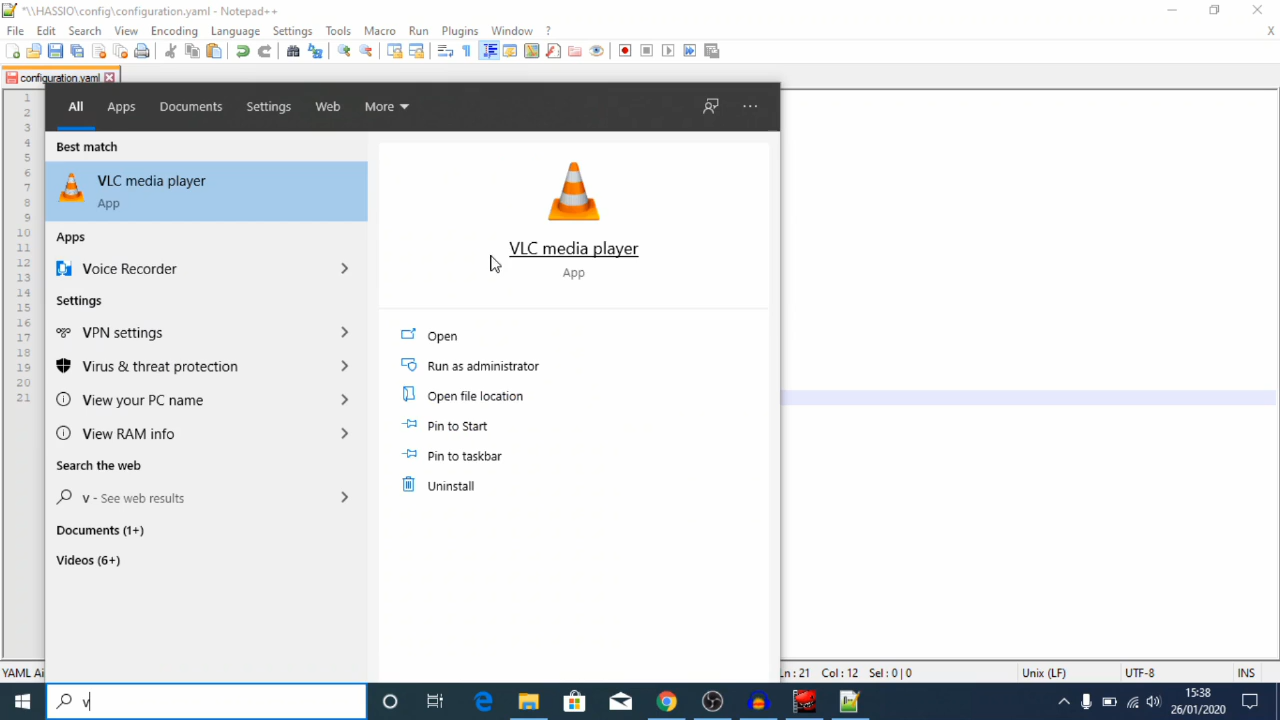 *\\HASSIO\config\configuration.yaml - Notepad++
File Edit Search View Encoding Language Settings Tools Macro Run Plugins Window ? X
configuration.yaml
1
2
3
4
5
6
7
8
9
10
11
12
13
14
15
16
17
18
19
20
21
All Apps Documents Settings Web More
Best match
VLC media player
App
Apps
Voice Recorder
Settings
VPN settings
Virus & threat protection
View your PC name
View RAM info
Search the web
v - See web results
Documents (1+)
Videos (6+)
VLC media player
App
Open
Run as administrator
Open file location
Pin to Start
Pin to taskbar
Uninstall
YAML Ai
Ln : 21 Col : 12 Sel : 0 | 0 Unix (LF) UTF-8 INS
v
15:38
26/01/2020